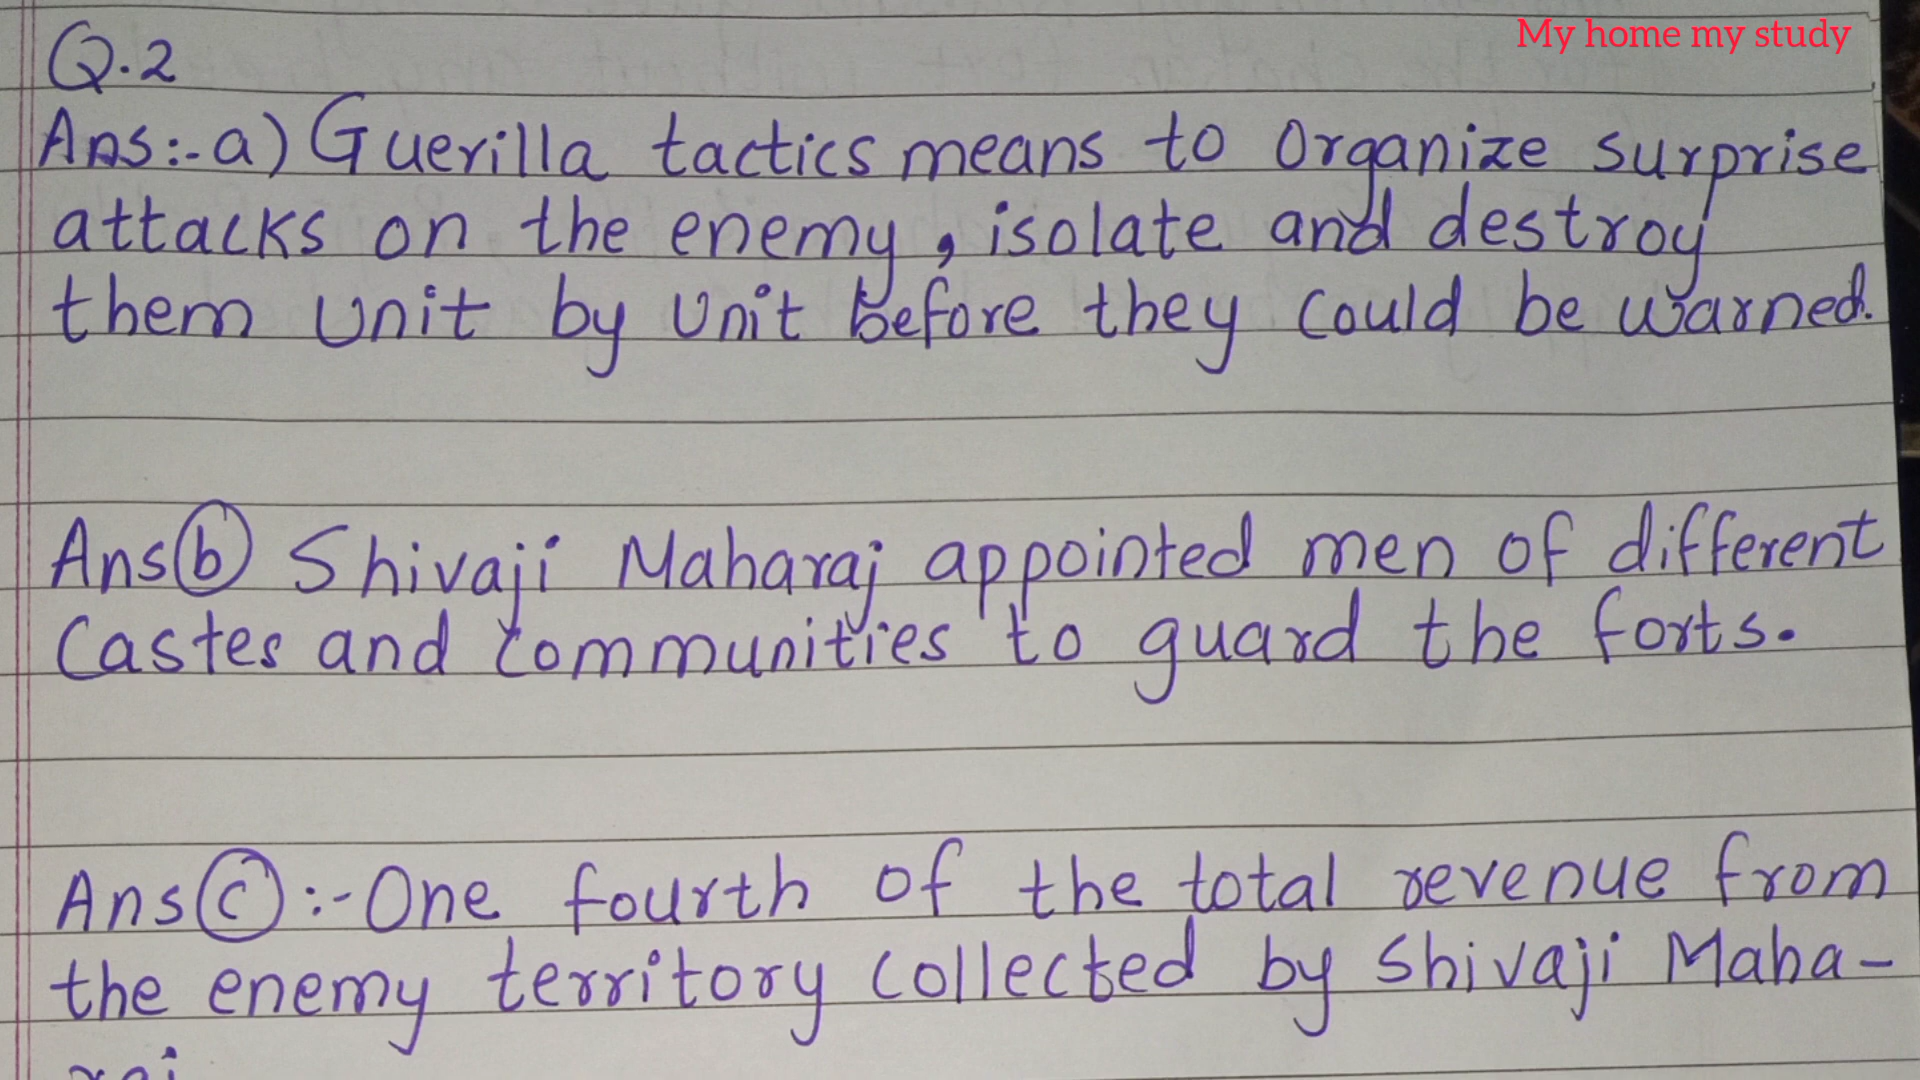 My home my study
Q.2
Ans:-a) Guerilla tactics means to Organize surprise
attacks on the enemy, isolate and destroy
them Unit by Unit before they could be warned.
Ans(b) Shivaji Maharaj appointed men of different
Castes and communities to guard the forts.
Ans(c):-One fourth of the total revenue from
the enemy territory collected by Shivaji Maha-
raj